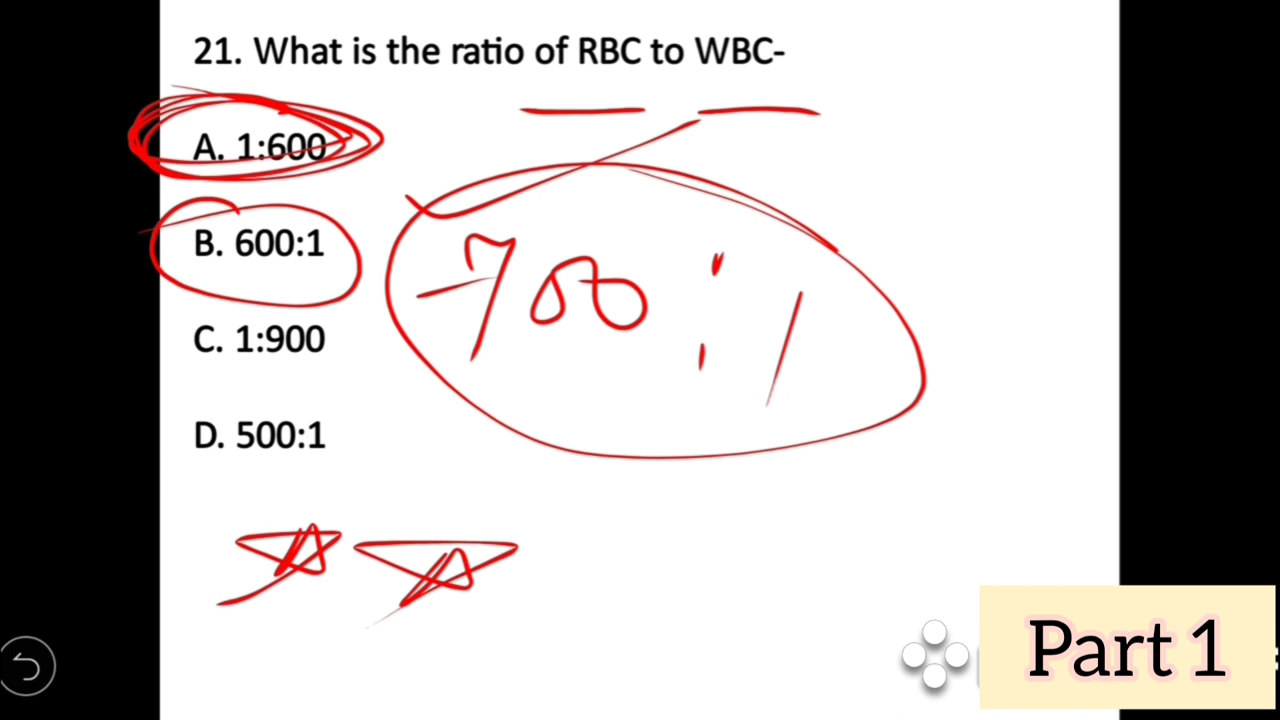 21. What is the ratio of RBC to WBC-
A. 1:600
B. 600:1
700 : 1
C. 1:900
D. 500:1
Part 1